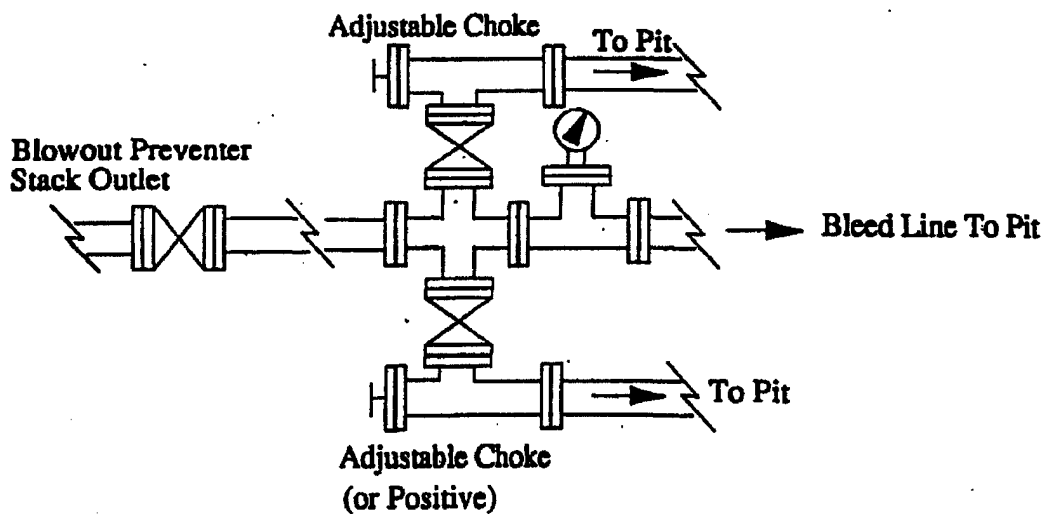 Adjustable Choke
To Pit
Blowout Preventer
Stack Outlet
Bleed Line To Pit
To Pit
Adjustable Choke
(or Positive)